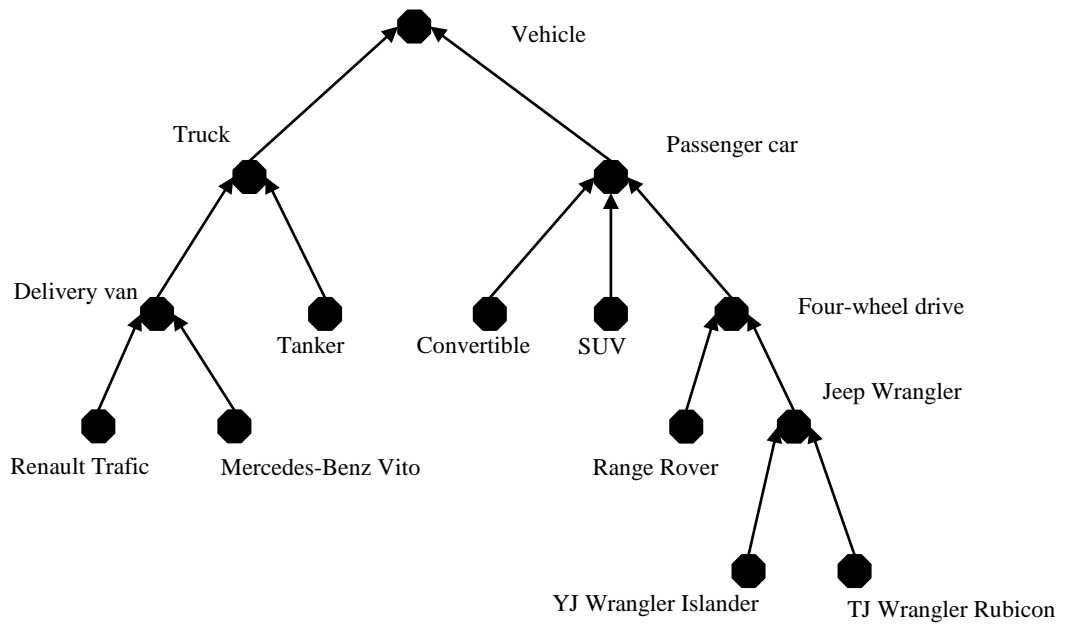 Vehicle
Truck
Passenger car
Delivery van
Four-wheel drive
Tanker
Convertible
SUV
Jeep Wrangler
Renault Trafic
Mercedes-Benz Vito
Range Rover
YJ Wrangler Islander
TJ Wrangler Rubicon